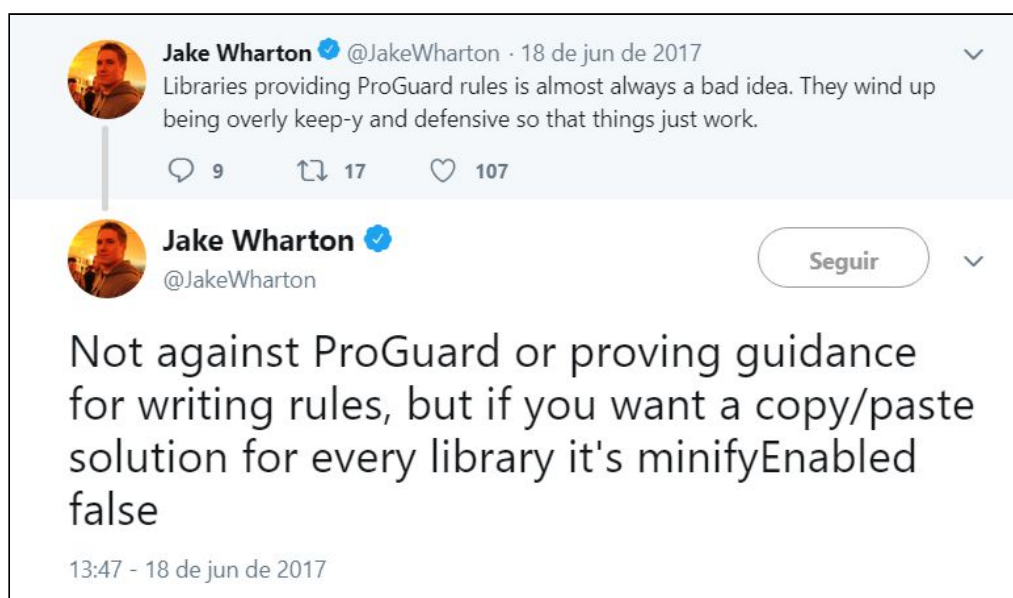 Jake Wharton @JakeWharton · 18 de jun de 2017
Libraries providing ProGuard rules is almost always a bad idea. They wind up
being overly keep-y and defensive so that things just work.
9 17 107
Jake Wharton
@JakeWharton
Seguir
Not against ProGuard or proving guidance
for writing rules, but if you want a copy/paste
solution for every library it's minifyEnabled
false
13:47 - 18 de jun de 2017